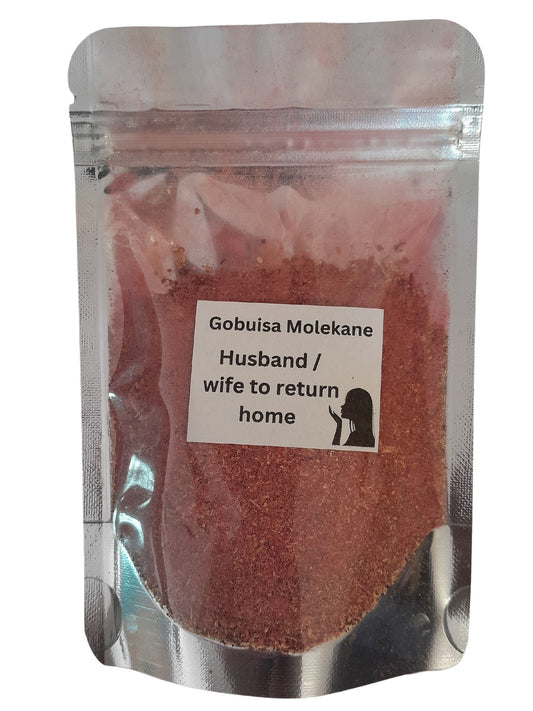 Gobuisa Molekane
Husband /
wife to return
home